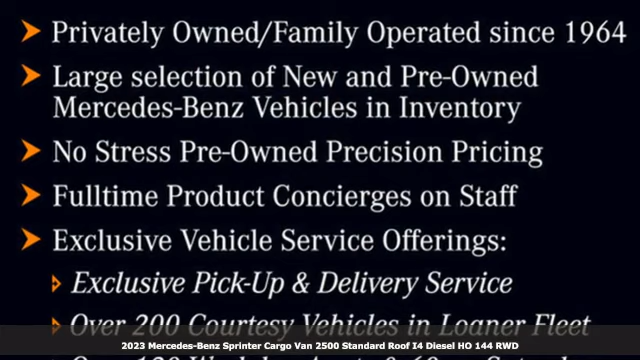 Privately Owned/Family Operated since 1964
Large selection of New and Pre-Owned
Mercedes-Benz Vehicles in Inventory
No Stress Pre-Owned Precision Pricing
Fulltime Product Concierges on Staff
Exclusive Vehicle Service Offerings:
Exclusive Pick-Up & Delivery Service
Over 200 Courtesy Vehicles in Loaner Fleet
2023 Mercedes-Benz Sprinter Cargo Van 2500 Standard Roof I4 Diesel HO 144 RWD